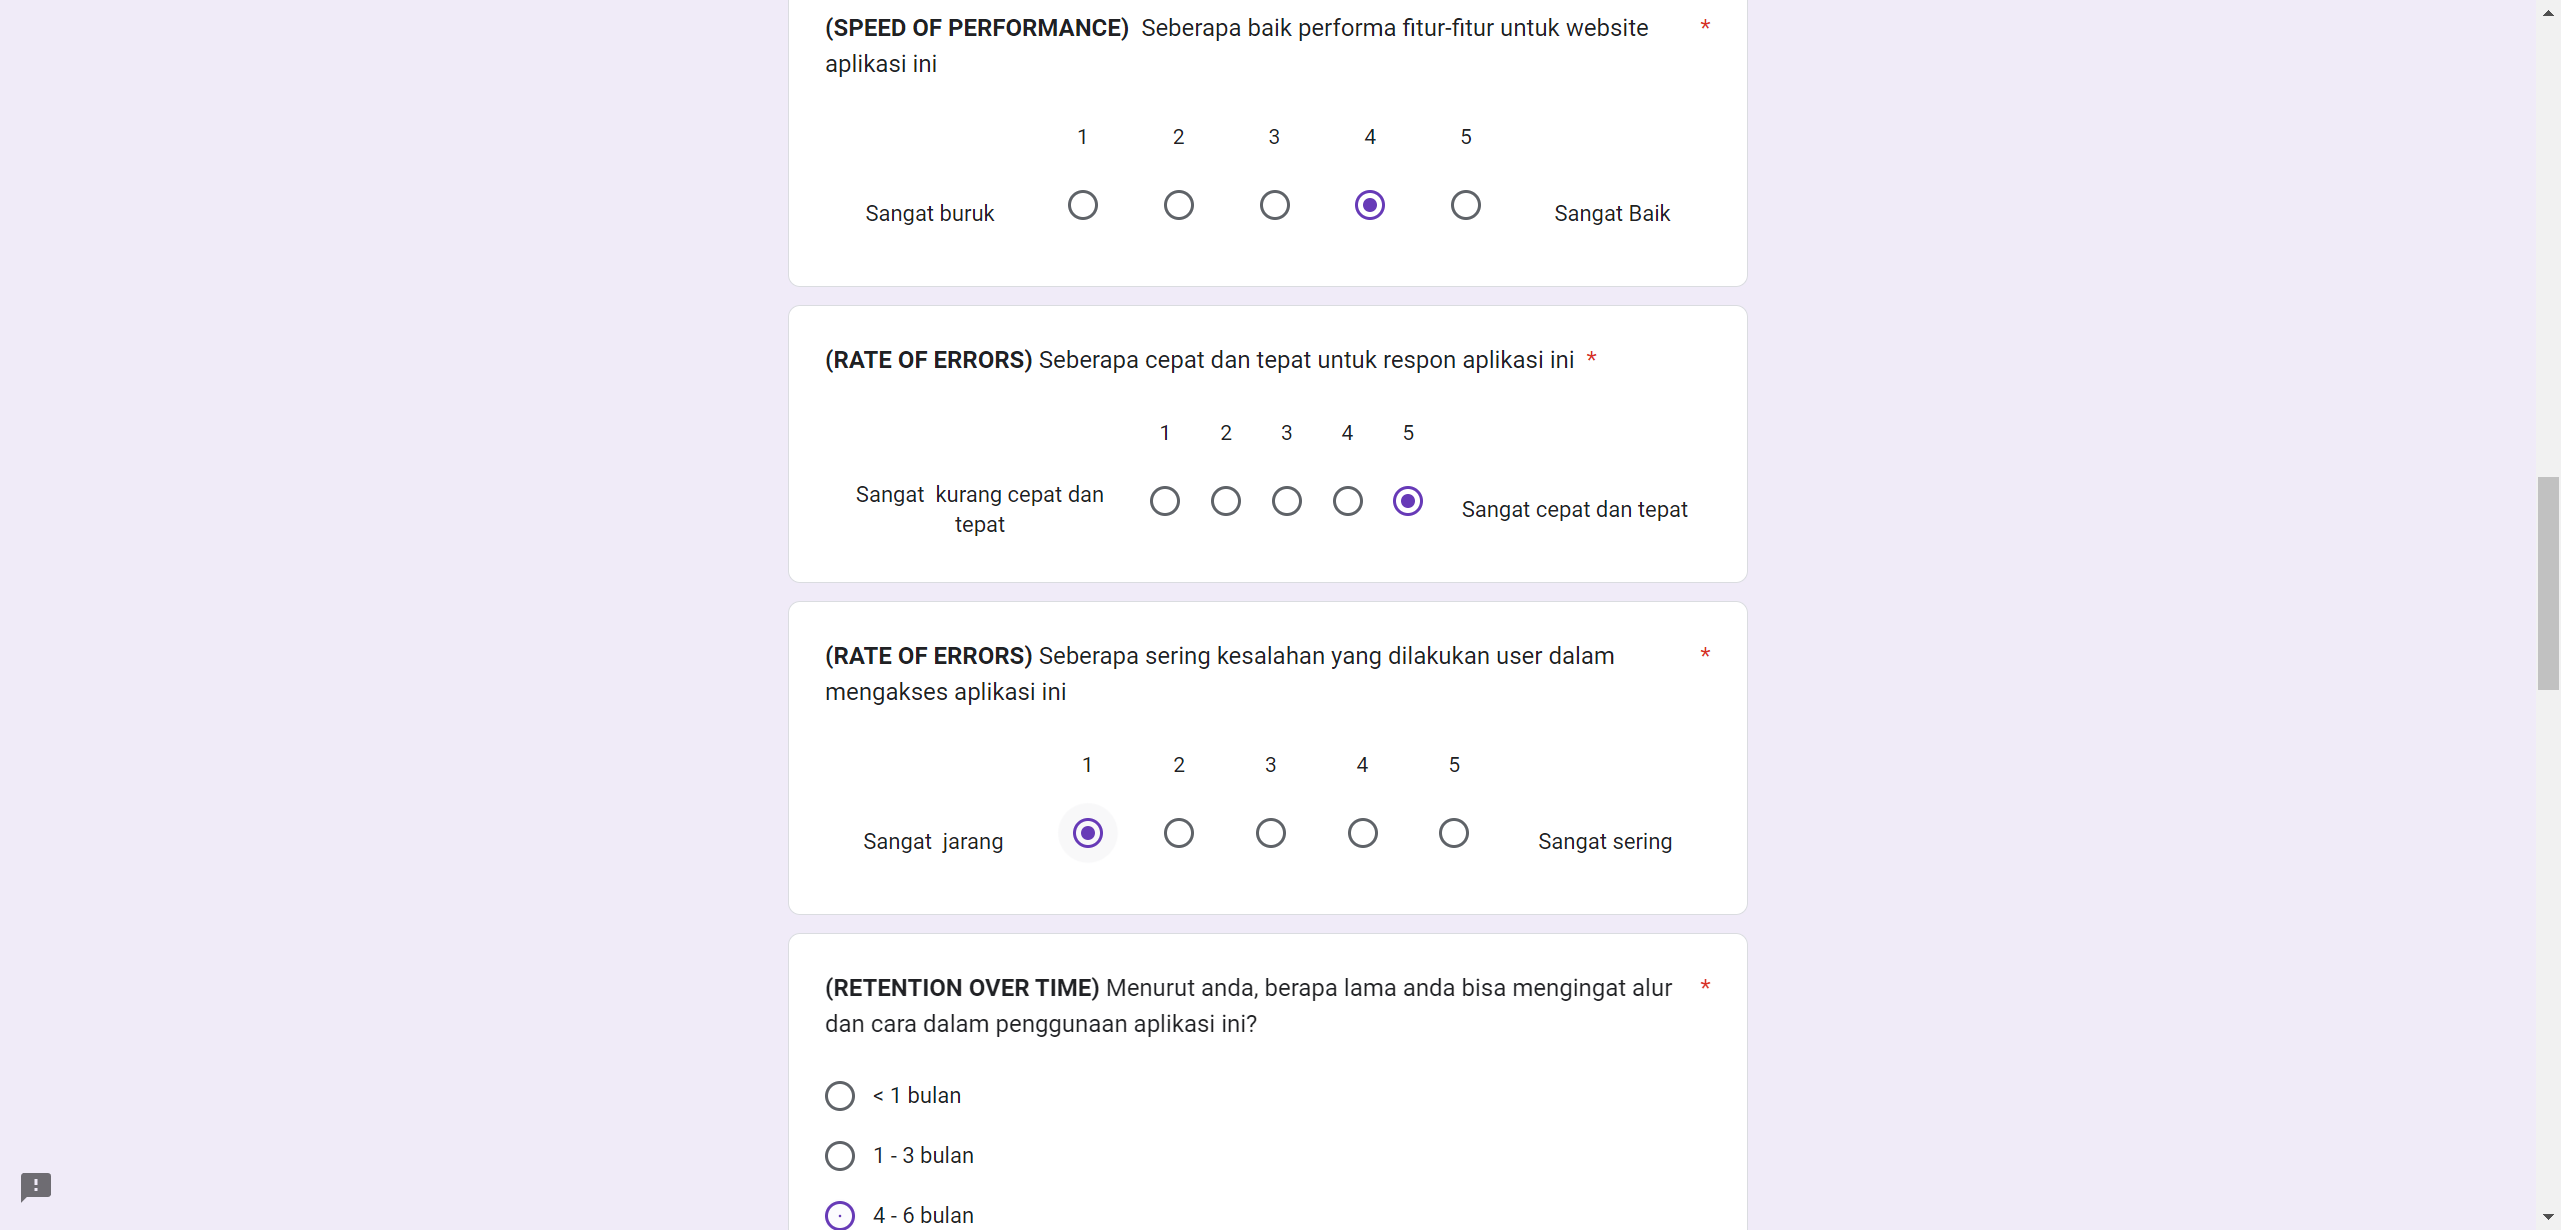 (SPEED OF PERFORMANCE)  Seberapa baik performa fitur-fitur untuk website *
aplikasi ini
1 2 3 4 5
Sangat buruk Sangat Baik
(RATE OF ERRORS) Seberapa cepat dan tepat untuk respon aplikasi ini *
1 2 3 4 5
Sangat  kurang cepat dan
tepat
Sangat cepat dan tepat
(RATE OF ERRORS) Seberapa sering kesalahan yang dilakukan user dalam *
mengakses aplikasi ini
1 2 3 4 5
Sangat  jarang Sangat sering
(RETENTION OVER TIME) Menurut anda, berapa lama anda bisa mengingat alur *
dan cara dalam penggunaan aplikasi ini?
< 1 bulan
1 - 3 bulan
4 - 6 bulan